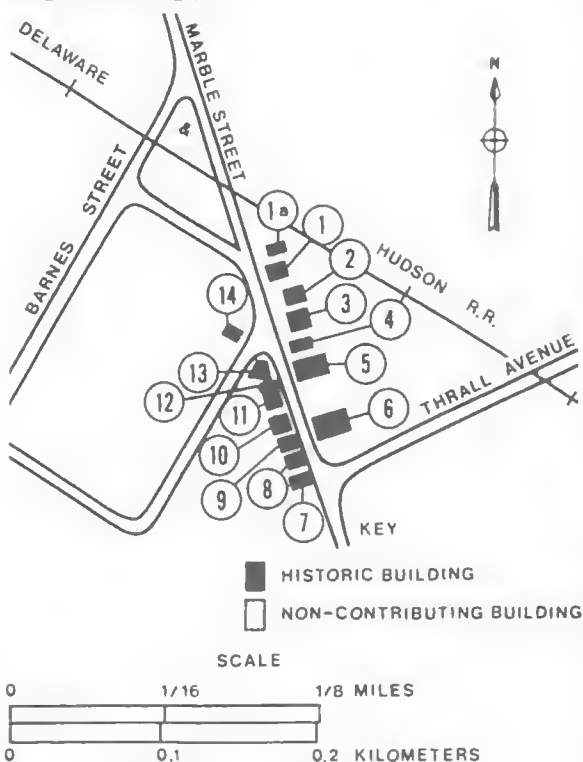 DELAWARE
&
HUDSON R.R.
MARBLE STREET
BARNES STREET
N
1a
1
2
3
4
5
6
THRALL AVENUE
14
13
12
11
10
9
8
7
KEY
HISTORIC BUILDING
NON-CONTRIBUTING BUILDING
SCALE
0 1/16 1/8 MILES
0 0.1 0.2 KILOMETERS